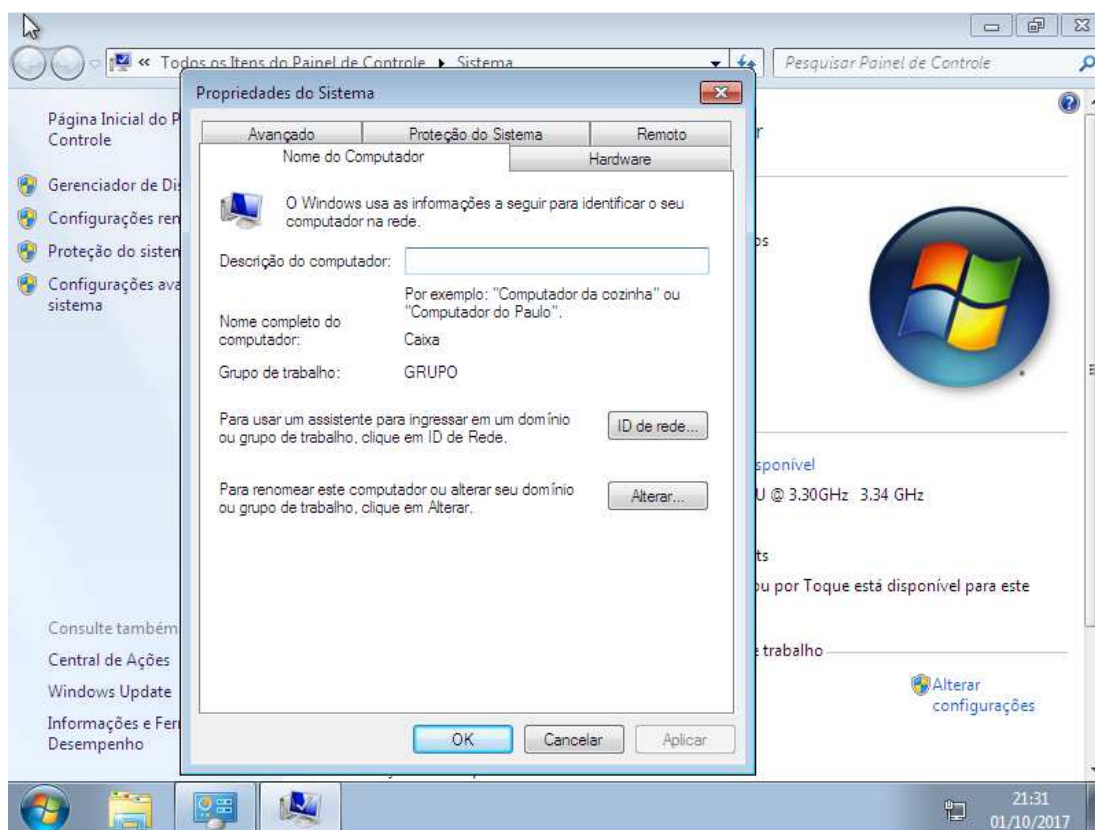 « Todos os Itens do Painel de Controle ▸ Sistema
Pesquisar Painel de Controle
Página Inicial do P
Controle
Gerenciador de Dis
Configurações ren
Proteção do sisten
Configurações ava
sistema
Consulte também
Central de Ações
Windows Update
Informações e Ferr
Desempenho
Propriedades do Sistema
Avançado
Proteção do Sistema
Remoto
Nome do Computador
Hardware
O Windows usa as informações a seguir para identificar o seu
computador na rede.
Descrição do computador:
Por exemplo: "Computador da cozinha" ou
"Computador do Paulo".
Nome completo do
computador:
Caixa
Grupo de trabalho:
GRUPO
Para usar um assistente para ingressar em um domínio
ou grupo de trabalho, clique em ID de Rede.
ID de rede...
Para renomear este computador ou alterar seu domínio
ou grupo de trabalho, clique em Alterar.
Alterar...
OK
Cancelar
Aplicar
r
os
sponível
U @ 3.30GHz 3.34 GHz
ts
ou por Toque está disponível para este
e trabalho
Alterar
configurações
21:31
01/10/2017